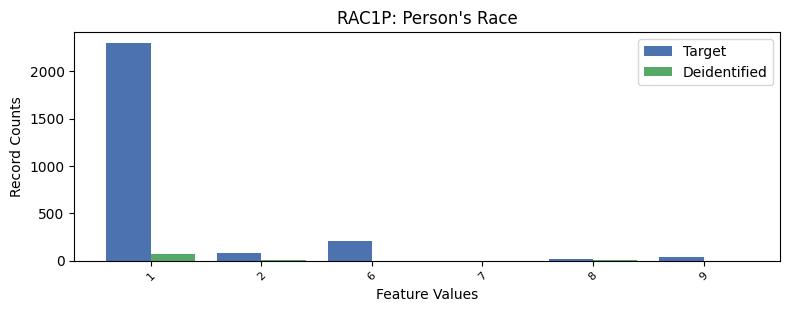 RAC1P: Person's Race
Target
Deidentified
Record Counts
2000
1500
1000
500
0
1 2 6 7 8 9
Feature Values